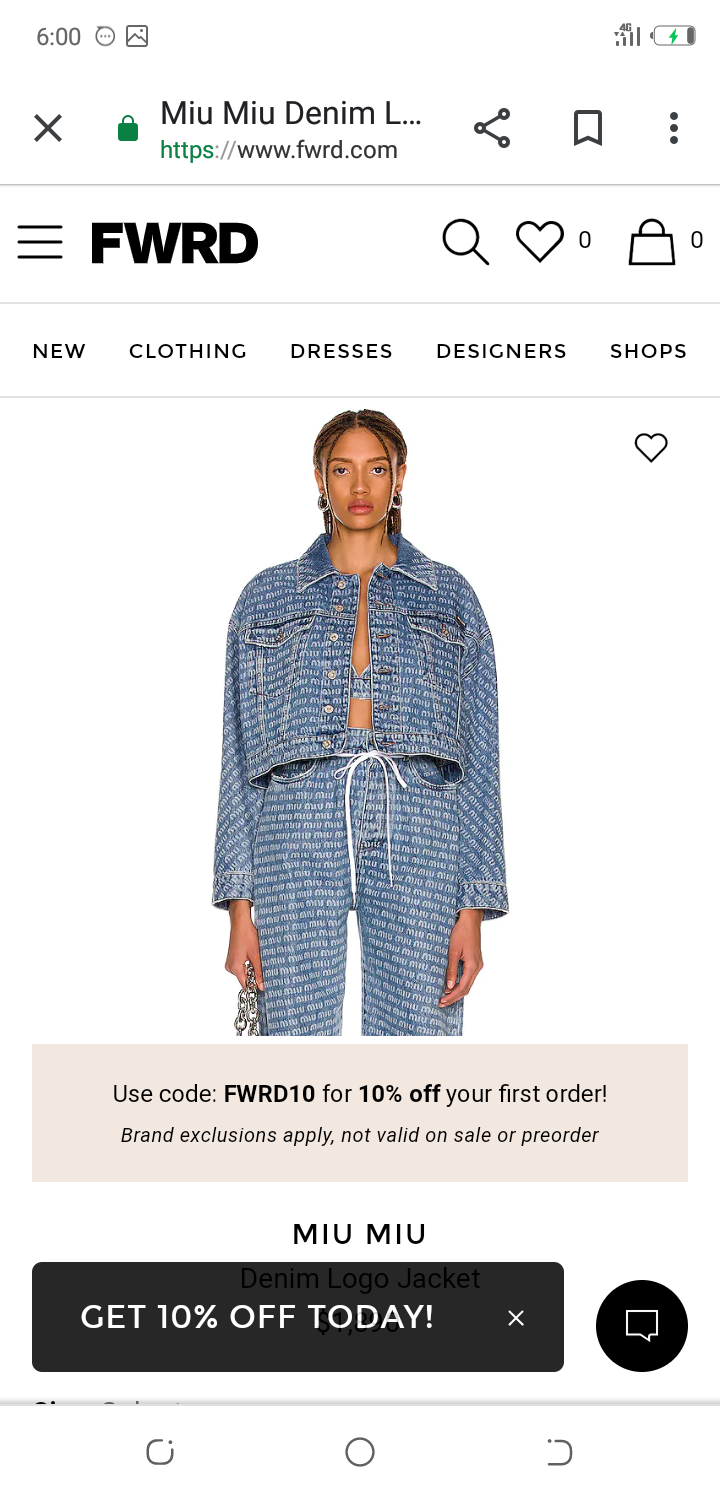 6:00
4G
Miu Miu Denim L...
https://www.fwrd.com
FWRD
0
0
NEW CLOTHING DRESSES DESIGNERS SHOPS
Use code: FWRD10 for 10% off your first order!
Brand exclusions apply, not valid on sale or preorder
MIU MIU
Denim Logo Jacket
GET 10% OFF TODAY!